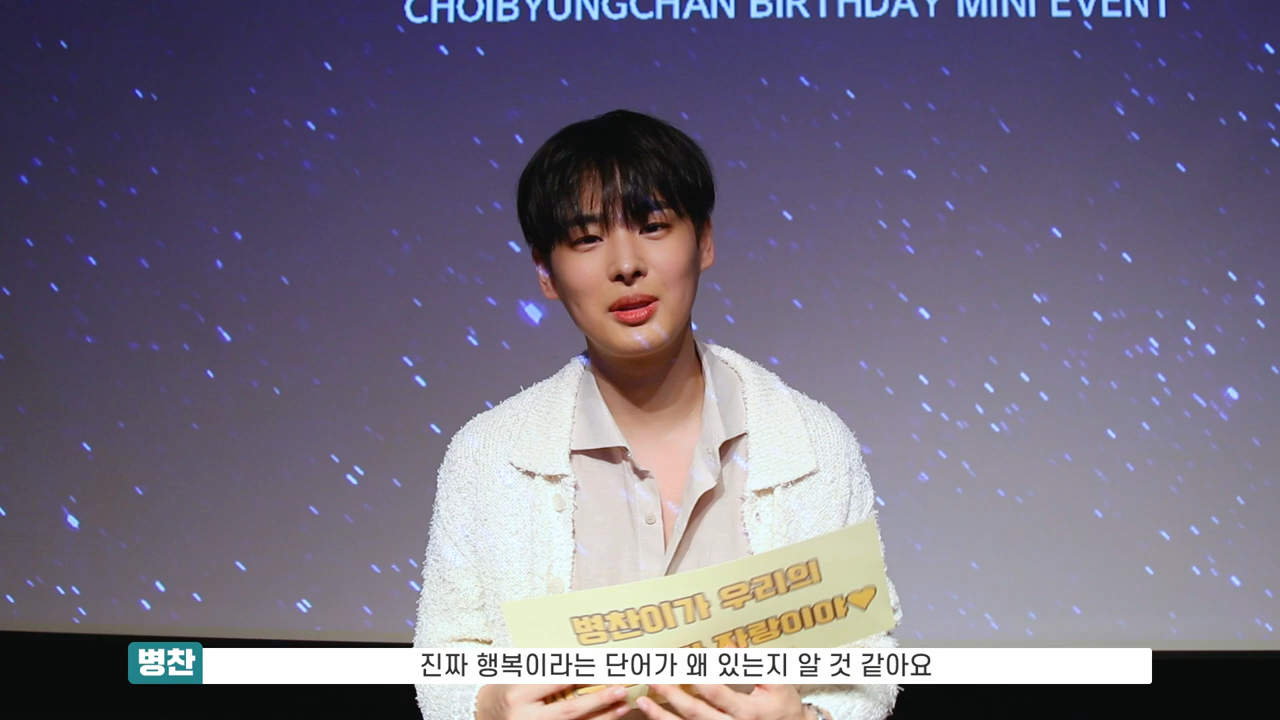 CHOIBYUNGCHAN BIRTHDAY MINI EVENT
병찬이가 우리의
자랑이야♥
병찬
진짜 행복이라는 단어가 왜 있는지 알 것 같아요